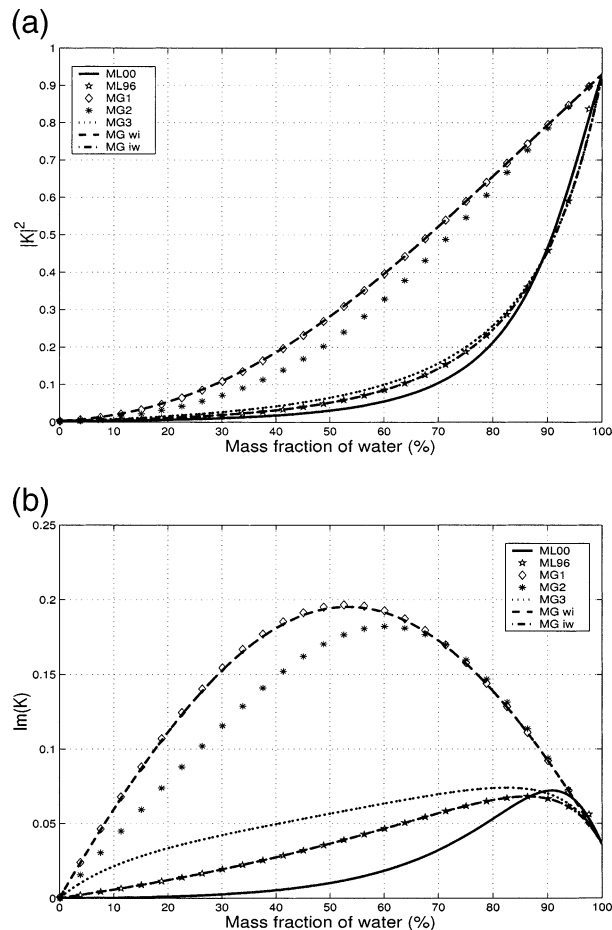 (a)
1
0.9
0.8
0.7
0.6
0.5
0.4
0.3
0.2
0.1
0
|K|²
ML00
ML96
MG1
MG2
MG3
MG wi
MG iw
0 10 20 30 40 50 60 70 80 90 100
Mass fraction of water (%)
(b)
0.25
0.2
0.15
0.1
0.05
0
Im(K)
ML00
ML96
MG1
MG2
MG3
MG wi
MG iw
0 10 20 30 40 50 60 70 80 90 100
Mass fraction of water (%)